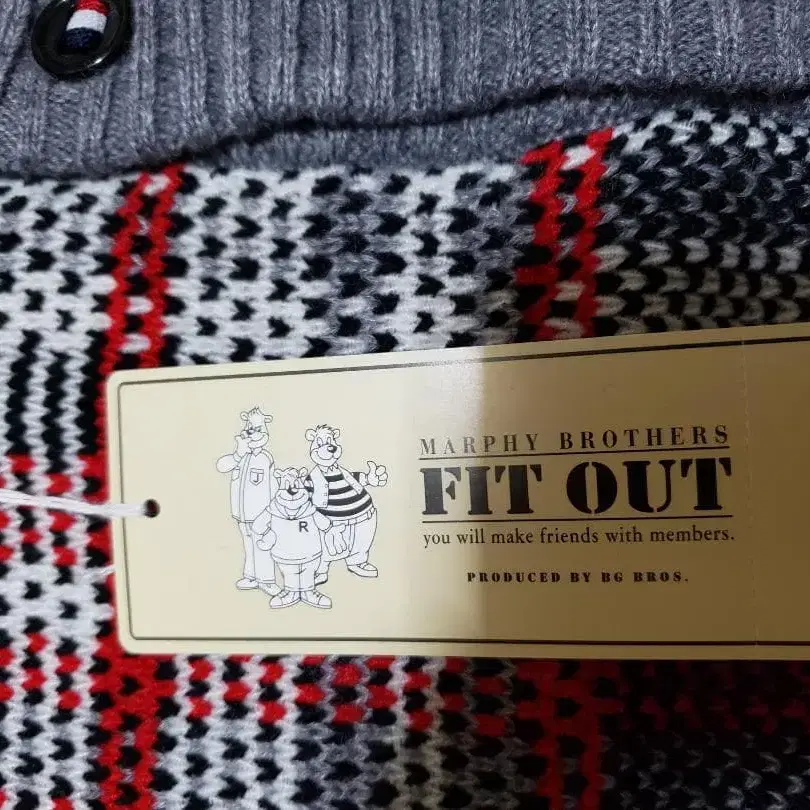 MARPHY BROTHERS
FIT OUT
you will make friends with members.
PRODUCED BY BG BROS.
R